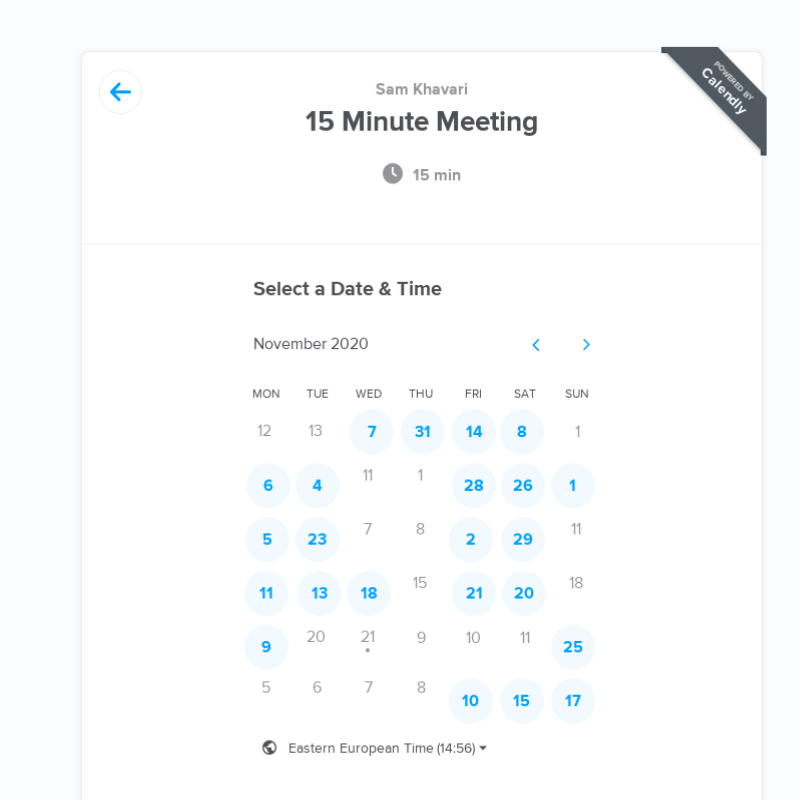 POWERED BY
Calendly
Sam Khavari
15 Minute Meeting
15 min
Select a Date & Time
November 2020
MON TUE WED THU FRI SAT SUN
12 13 7 31 14 8 1
6 4 11 1 28 26 1
5 23 7 8 2 29 11
11 13 18 15 21 20 18
9 20 21 9 10 11 25
5 6 7 8 10 15 17
Eastern European Time (14:56)